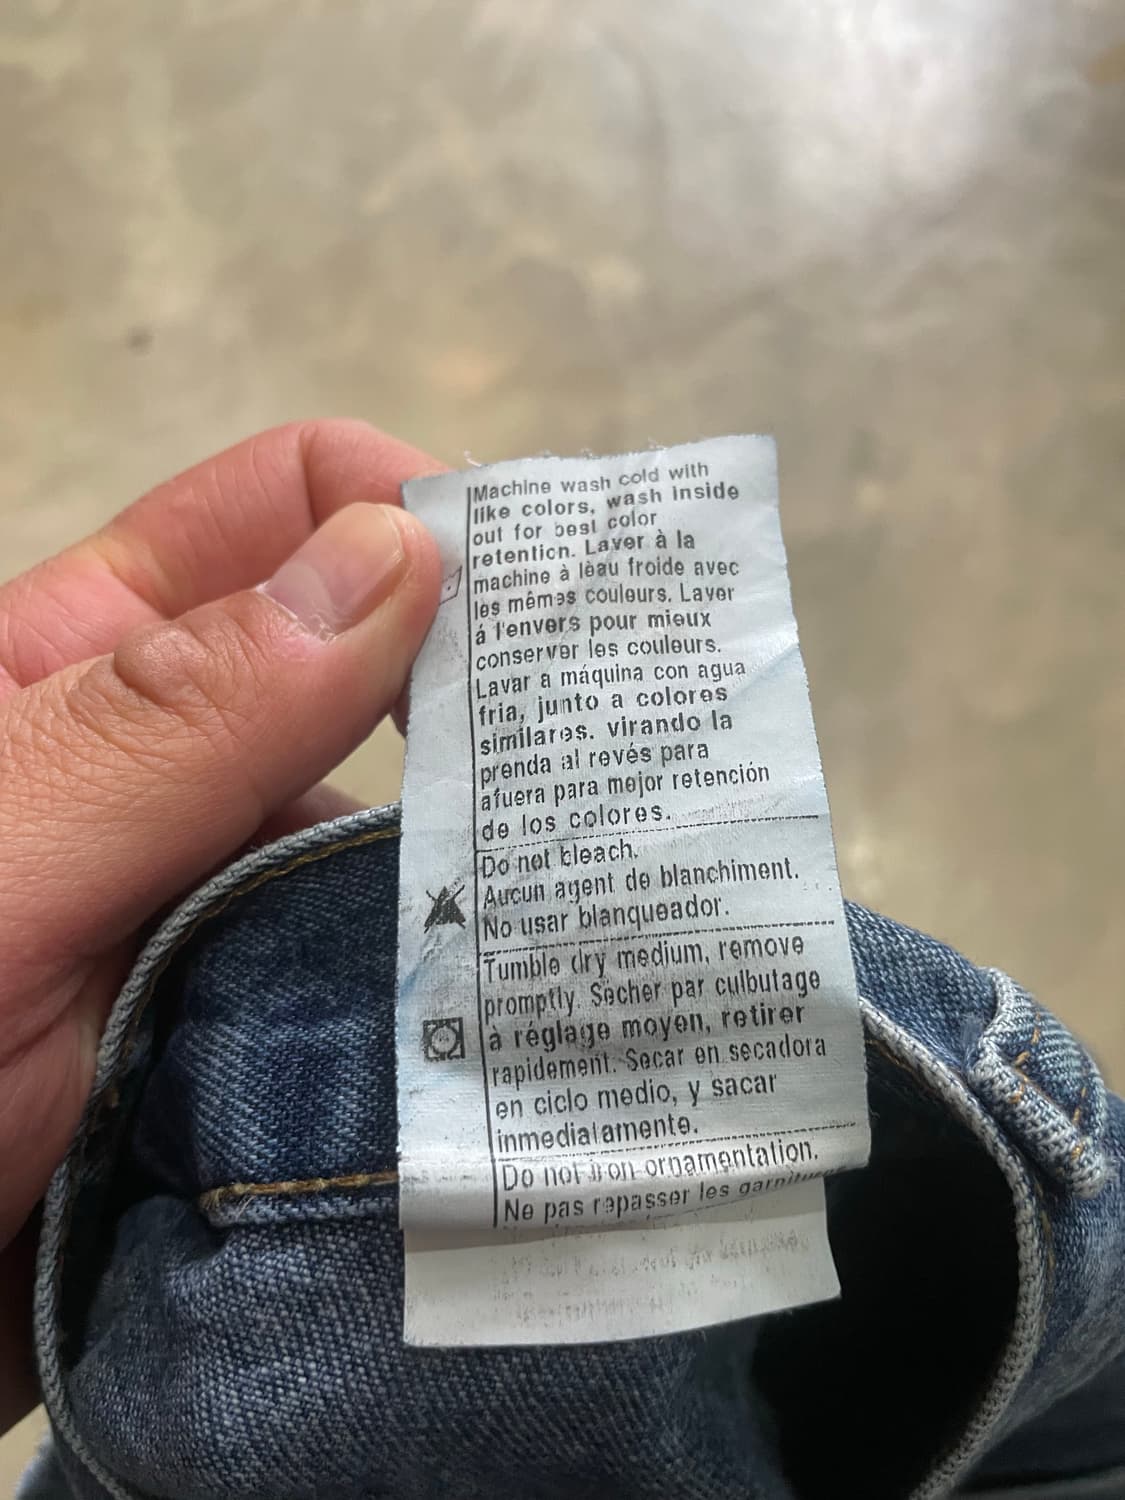 Machine wash cold with
like colors, wash inside
out for best color
retention. Laver à la
machine à lèau froide avec
les mêmes couleurs. Laver
á l'envers pour mieux
conserver les couleurs.
Lavar a máquina con agua
fria, junto a colores
similares. virando la
prenda al revés para
afuera para mejor retención
de los colores.
Do not bleach.
Aucun agent de blanchiment.
No usar blanqueador.
Tumble dry medium, remove
promptly. Sécher par culbutage
à réglage moyen, retirer
rapidement. Secar en secadora
en ciclo medio, y sacar
inmediatamente.
Do not iron ornamentation.
Ne pas repasser les garnitures